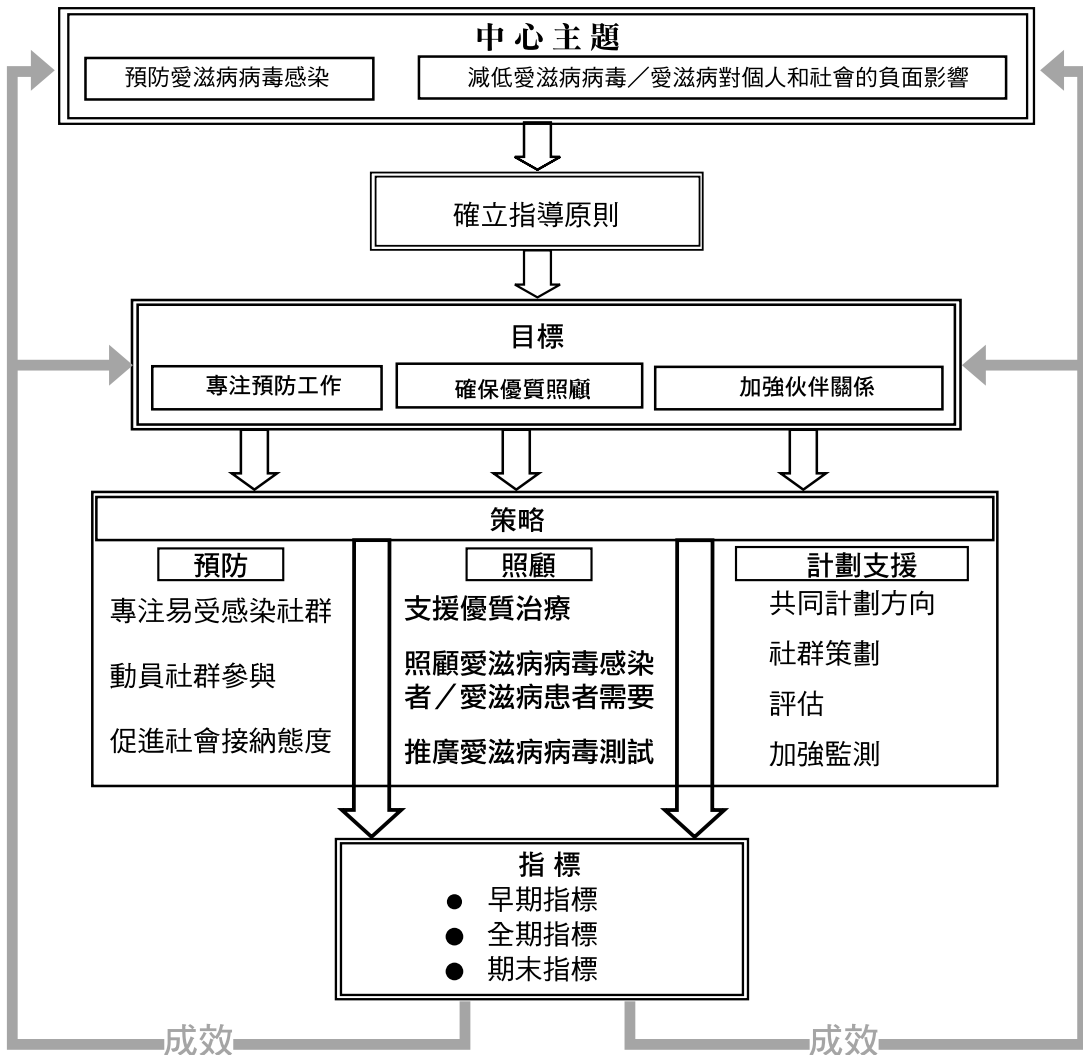 中心主題
預防愛滋病病毒感染
減低愛滋病病毒／愛滋病對個人和社會的負面影響
確立指導原則
目標
專注預防工作
確保優質照顧
加強伙伴關係
策略
預防
專注易受感染社群
動員社群參與
促進社會接納態度
照顧
支援優質治療
照顧愛滋病病毒感染
者／愛滋病患者需要
推廣愛滋病病毒測試
計劃支援
共同計劃方向
社群策劃
評估
加強監測
指標
● 早期指標
● 全期指標
● 期末指標
成效
成效